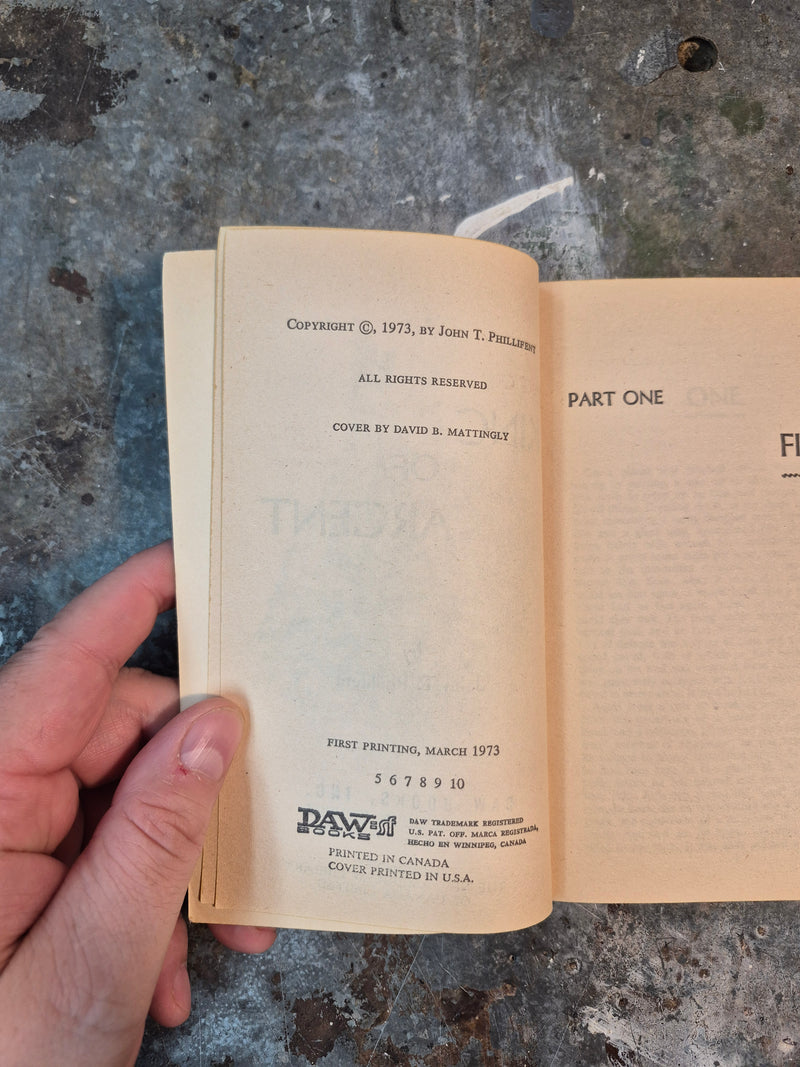 COPYRIGHT ©, 1973, BY JOHN T. PHILLIFENT
ALL RIGHTS RESERVED
COVER BY DAVID B. MATTINGLY
FIRST PRINTING, MARCH 1973
5 6 7 8 9 10
DAW sf
BOOKS
DAW TRADEMARK REGISTERED
U.S. PAT. OFF. MARCA REGISTRADA,
HECHO EN WINNIPEG, CANADA
PRINTED IN CANADA
COVER PRINTED IN U.S.A.
PART ONE